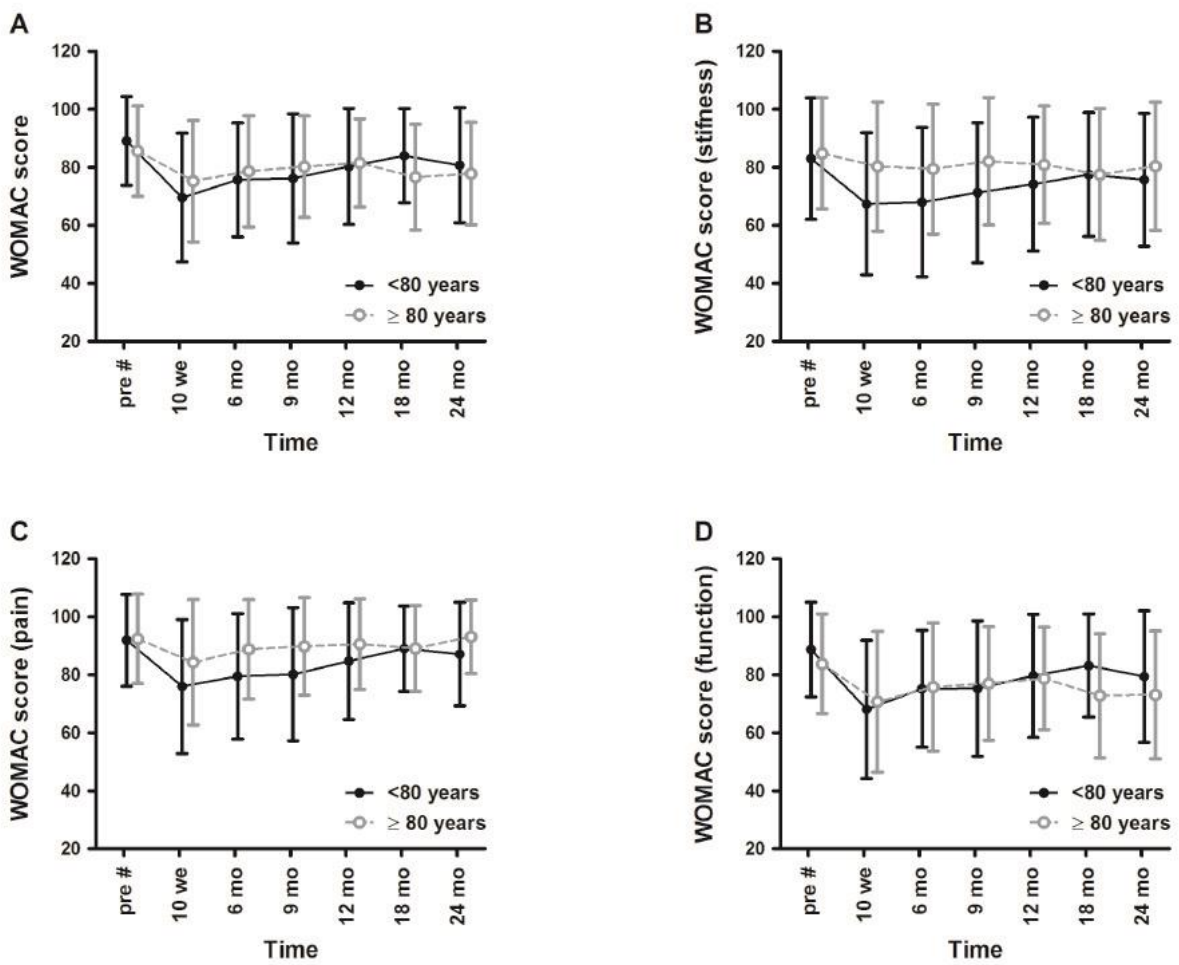 A
WOMAC score
120
100
80
60
40
20
<80 years
≥ 80 years
pre #
10 we
6 mo
9 mo
12 mo
18 mo
24 mo
Time
B
WOMAC score (stifness)
120
100
80
60
40
20
<80 years
≥ 80 years
pre #
10 we
6 mo
9 mo
12 mo
18 mo
24 mo
Time
C
WOMAC score (pain)
120
100
80
60
40
20
<80 years
≥ 80 years
pre #
10 we
6 mo
9 mo
12 mo
18 mo
24 mo
Time
D
WOMAC score (function)
120
100
80
60
40
20
<80 years
≥ 80 years
pre #
10 we
6 mo
9 mo
12 mo
18 mo
24 mo
Time